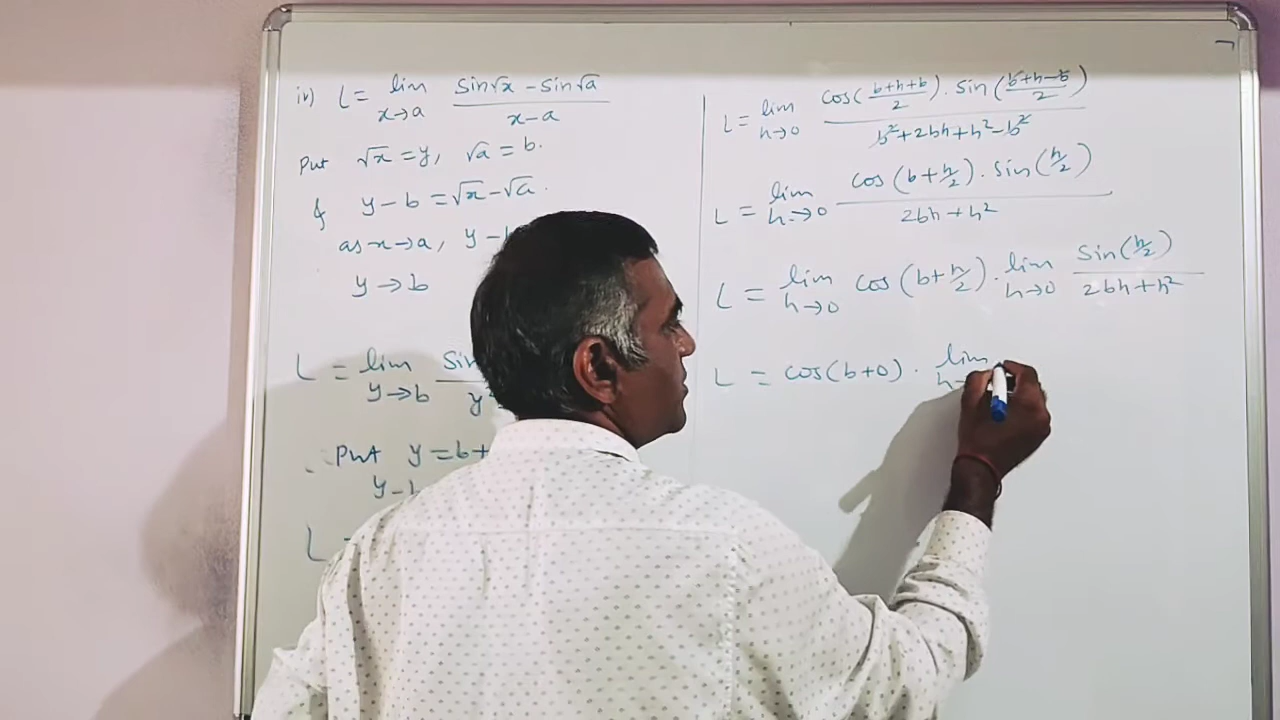 iv) L = lim x→a (sin√x - sin√a)/(x-a)
Put √x = y, √a = b.
& y-b = √x-√a.
as x→a, y-b
y→b
L = lim y→b Sin / y²
Put y = b+
y-b
L =
L = lim h→0 (cos((b+h+b)/2). sin((b+h-b)/2))/(b²+2bh+h²-b²)
L = lim h→0 (cos(b+h/2). sin(h/2))/(2bh+h²)
L = lim h→0 cos(b+h/2). lim h→0 Sin(h/2)/(2bh+h²)
L = cos(b+0). lim h→